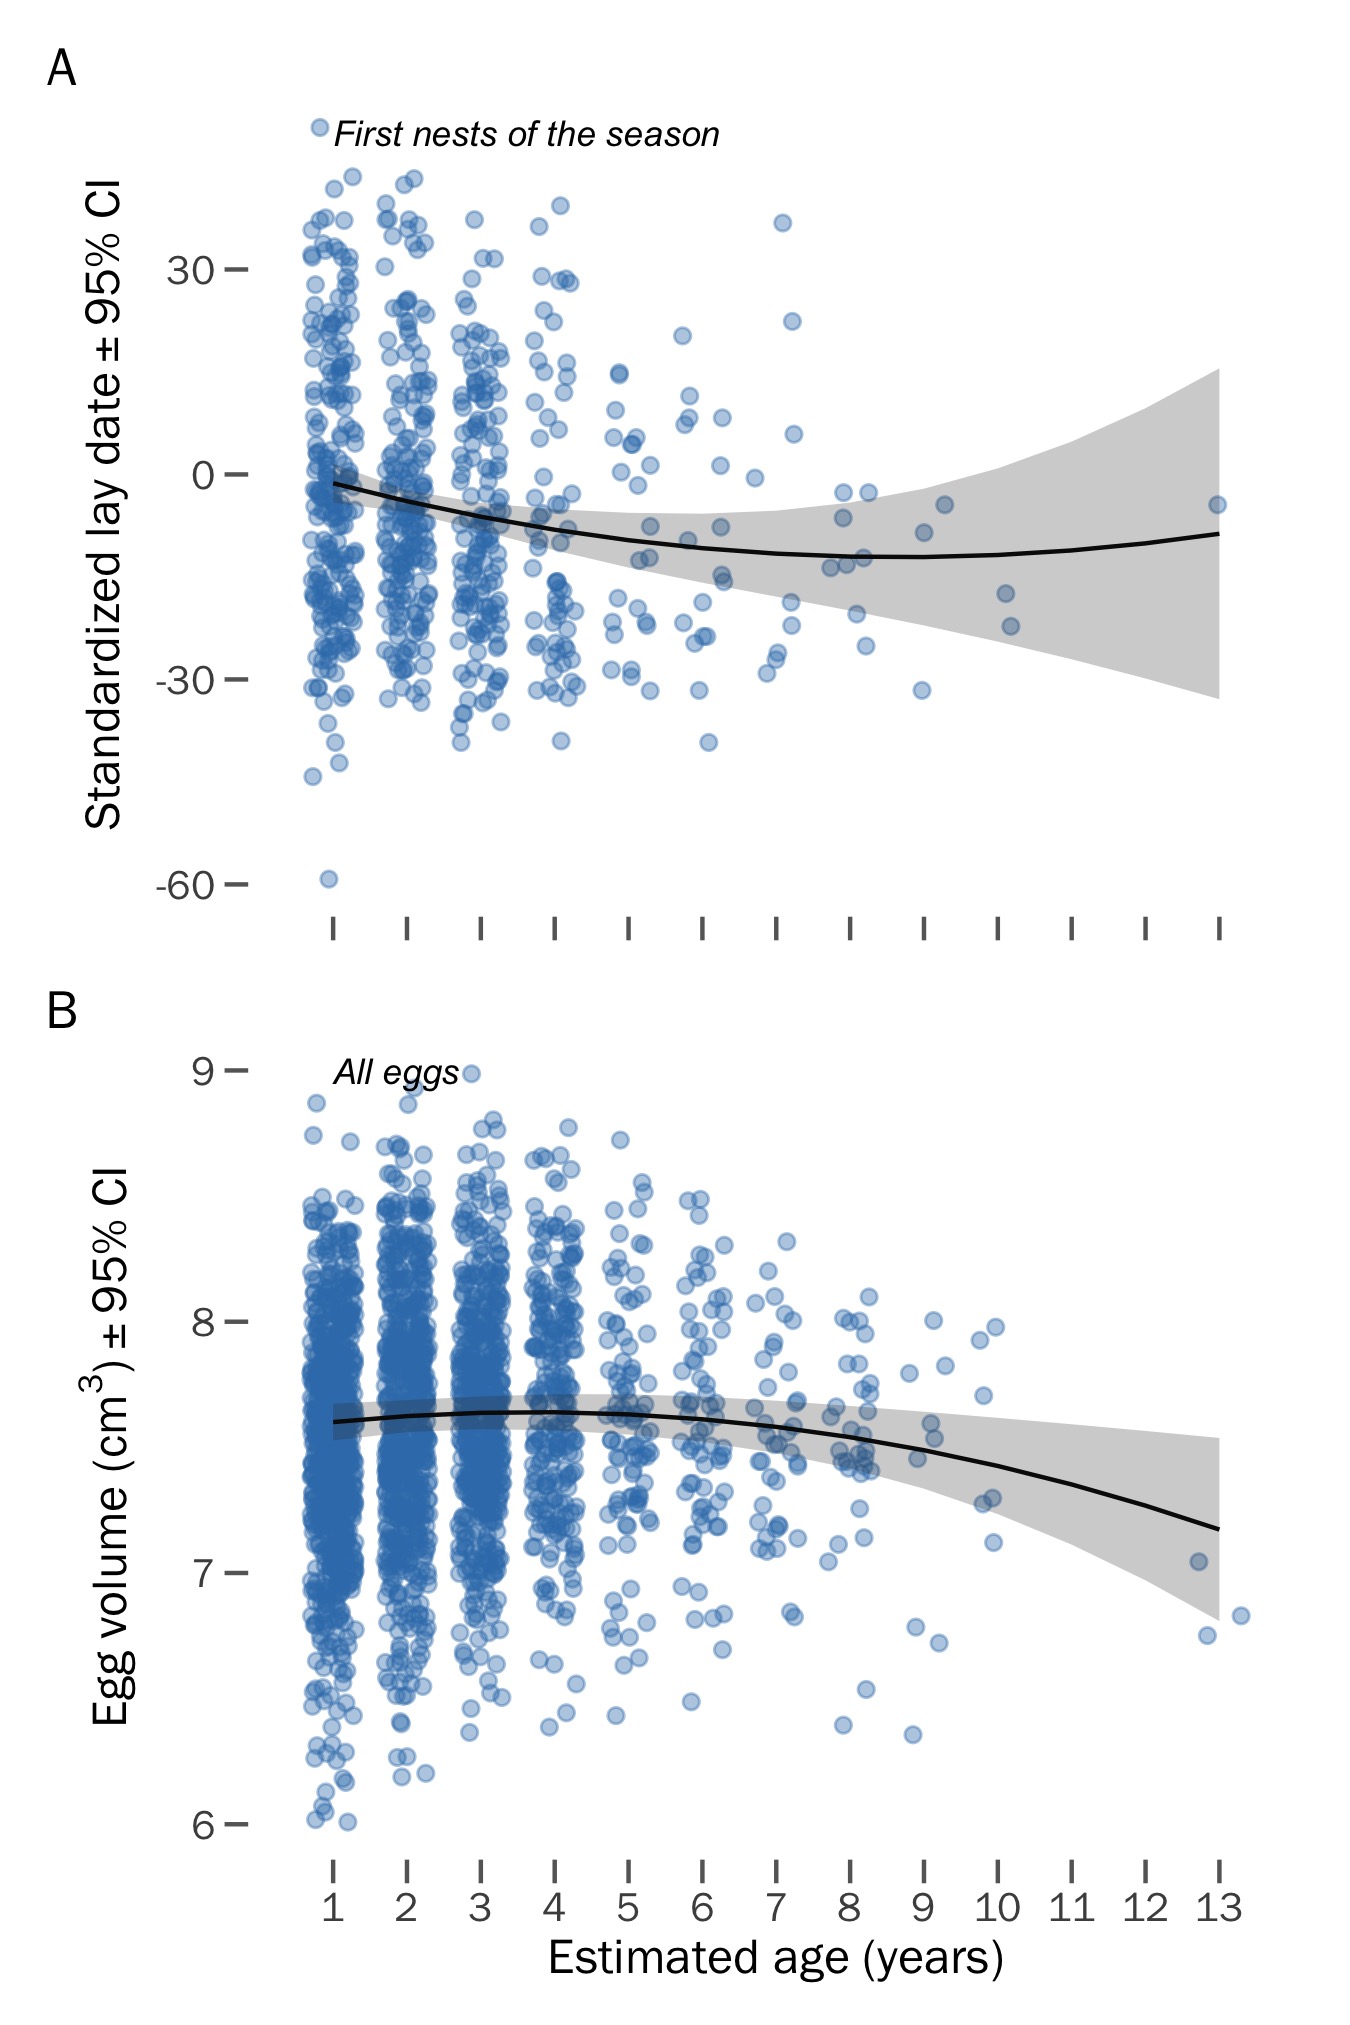 A
First nests of the season
Standardized lay date ± 95% CI
30
0
-30
-60
B
All eggs
Egg volume (cm³) ± 95% CI
9
8
7
6
1 2 3 4 5 6 7 8 9 10 11 12 13
Estimated age (years)